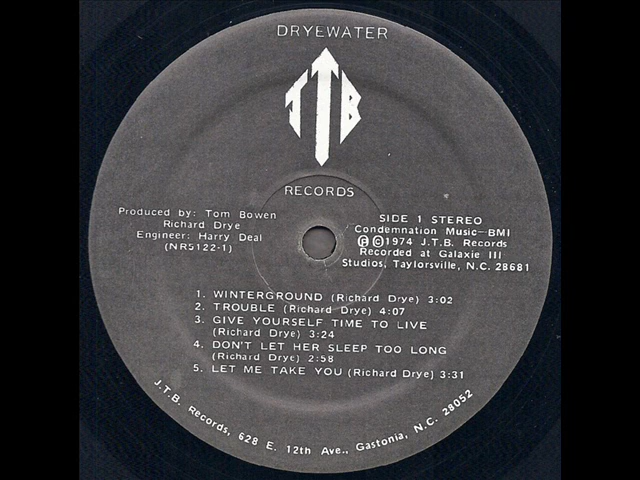 DRYEWATER
JTB
RECORDS
Produced by: Tom Bowen
Richard Drye
Engineer: Harry Deal
(NR5122-1)
SIDE 1 STEREO
Condemnation Music—BMI
Ⓟ ©1974 J.T.B. Records
Recorded at Galaxie III
Studios, Taylorsville, N.C. 28681
1. WINTERGROUND (Richard Drye) 3:02
2. TROUBLE (Richard Drye) 4:07
3. GIVE YOURSELF TIME TO LIVE
(Richard Drye) 3:24
4. DON'T LET HER SLEEP TOO LONG
(Richard Drye) 2:58
5. LET ME TAKE YOU (Richard Drye) 3:31
J.T.B. Records, 628 E. 12th Ave., Gastonia, N.C. 28052